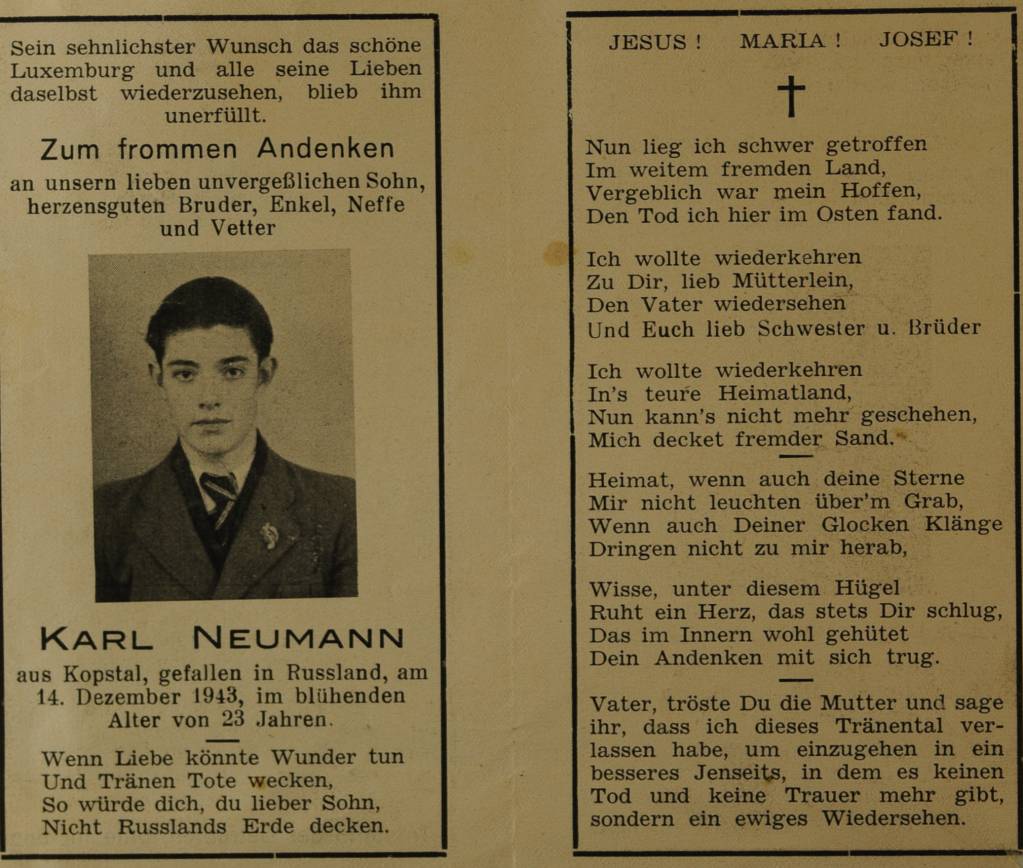 Sein sehnlichster Wunsch das schöne
Luxemburg und alle seine Lieben
daselbst wiederzusehen, blieb ihm
unerfüllt.
Zum frommen Andenken
an unsern lieben unvergeßlichen Sohn,
herzensguten Bruder, Enkel, Neffe
und Vetter
KARL NEUMANN
aus Kopstal, gefallen in Russland, am
14. Dezember 1943, im blühenden
Alter von 23 Jahren.
Wenn Liebe könnte Wunder tun
Und Tränen Tote wecken,
So würde dich, du lieber Sohn,
Nicht Russlands Erde decken.
JESUS ! MARIA ! JOSEF !
Nun lieg ich schwer getroffen
Im weitem fremden Land,
Vergeblich war mein Hoffen,
Den Tod ich hier im Osten fand.
Ich wollte wiederkehren
Zu Dir, lieb Mütterlein,
Den Vater wiedersehen
Und Euch lieb Schwester u. Brüder
Ich wollte wiederkehren
In's teure Heimatland,
Nun kann's nicht mehr geschehen,
Mich decket fremder Sand.
Heimat, wenn auch deine Sterne
Mir nicht leuchten über'm Grab,
Wenn auch Deiner Glocken Klänge
Dringen nicht zu mir herab,
Wisse, unter diesem Hügel
Ruht ein Herz, das stets Dir schlug,
Das im Innern wohl gehütet
Dein Andenken mit sich trug.
Vater, tröste Du die Mutter und sage
ihr, dass ich dieses Tränental ver-
lassen habe, um einzugehen in ein
besseres Jenseits, in dem es keinen
Tod und keine Trauer mehr gibt,
sondern ein ewiges Wiedersehen.